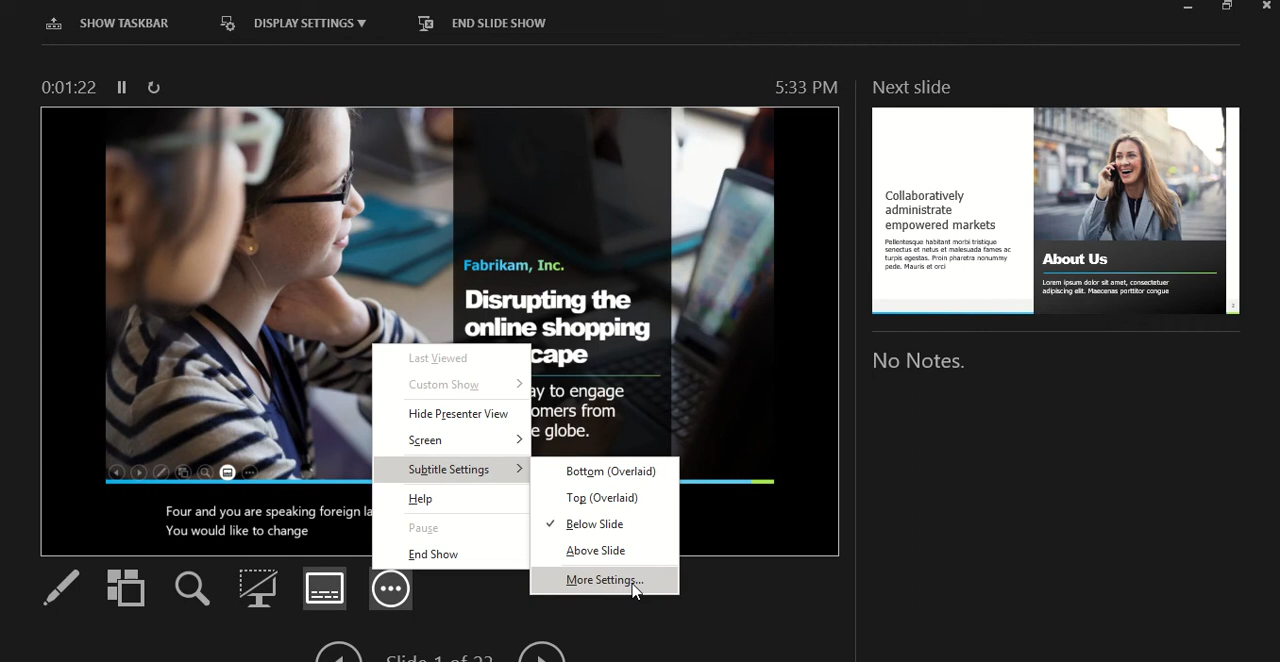 SHOW TASKBAR
DISPLAY SETTINGS ▼
END SLIDE SHOW
0:01:22
5:33 PM
Fabrikam, Inc.
Disrupting the
online shopping
cape
ay to engage
omers from
e globe.
Four and you are speaking foreign la
You would like to change
Last Viewed
Custom Show
Hide Presenter View
Screen
Subtitle Settings
Help
Pause
End Show
Bottom (Overlaid)
Top (Overlaid)
Below Slide
Above Slide
More Settings...
Slide 1 of 23
Next slide
Collaboratively
administrate
empowered markets
Pellentesque habitant morbi tristique
senectus et netus et malesuada fames ac
turpis egestas. Proin pharetra nonummy
pede. Mauris et orci
About Us
Lorem ipsum dolor sit amet, consectetuer
adipiscing elit. Maecenas porttitor congue
2
No Notes.